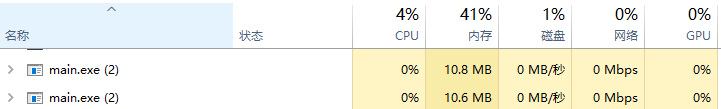 4% 41% 1% 0% 0%
名称 状态 CPU 内存 磁盘 网络 GPU
main.exe (2) 0% 10.8 MB 0 MB/秒 0 Mbps 0%
main.exe (2) 0% 10.6 MB 0 MB/秒 0 Mbps 0%